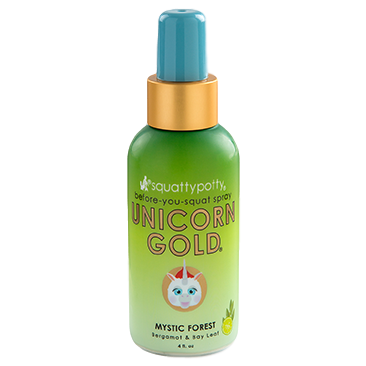 squattypotty®
before-you-squat spray
UNICORN
GOLD®
MYSTIC FOREST
Bergamot & Bay Leaf
4 fl. oz